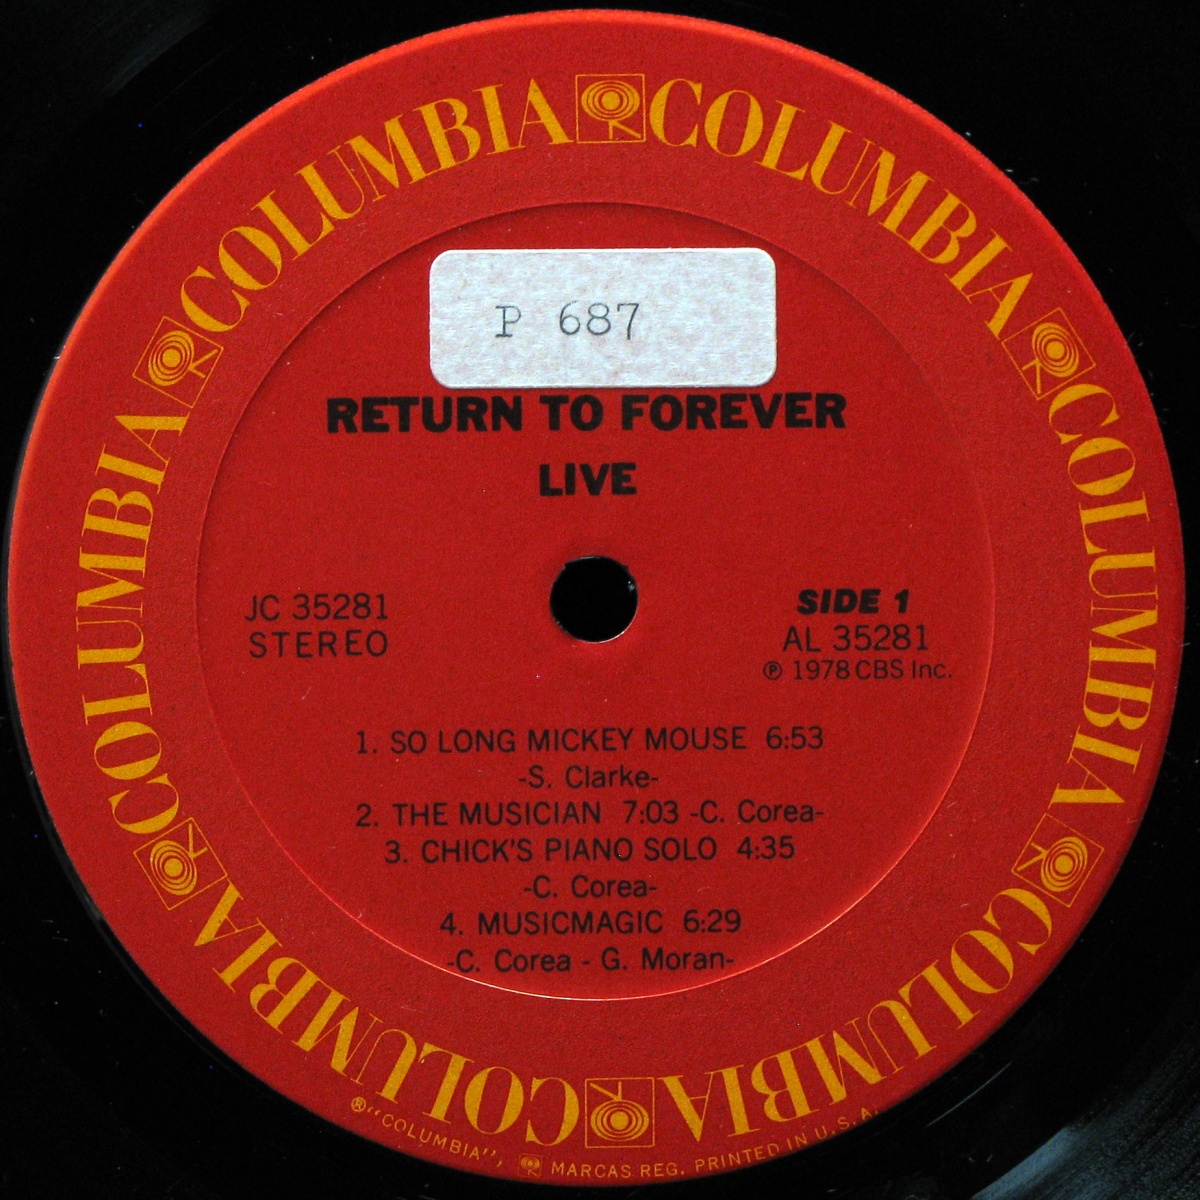 COLUMBIA COLUMBIA COLUMBIA COLUMBIA COLUMBIA COLUMBIA COLUMBIA
P 687
RETURN TO FOREVER
LIVE
JC 35281
STEREO
SIDE 1
AL 35281
℗ 1978 CBS Inc.
1. SO LONG MICKEY MOUSE 6:53
-S. Clarke-
2. THE MUSICIAN 7:03 -C. Corea-
3. CHICK'S PIANO SOLO 4:35
-C. Corea-
4. MUSICMAGIC 6:29
-C. Corea - G. Moran-
®"COLUMBIA", MARCAS REG. PRINTED IN U.S.A.